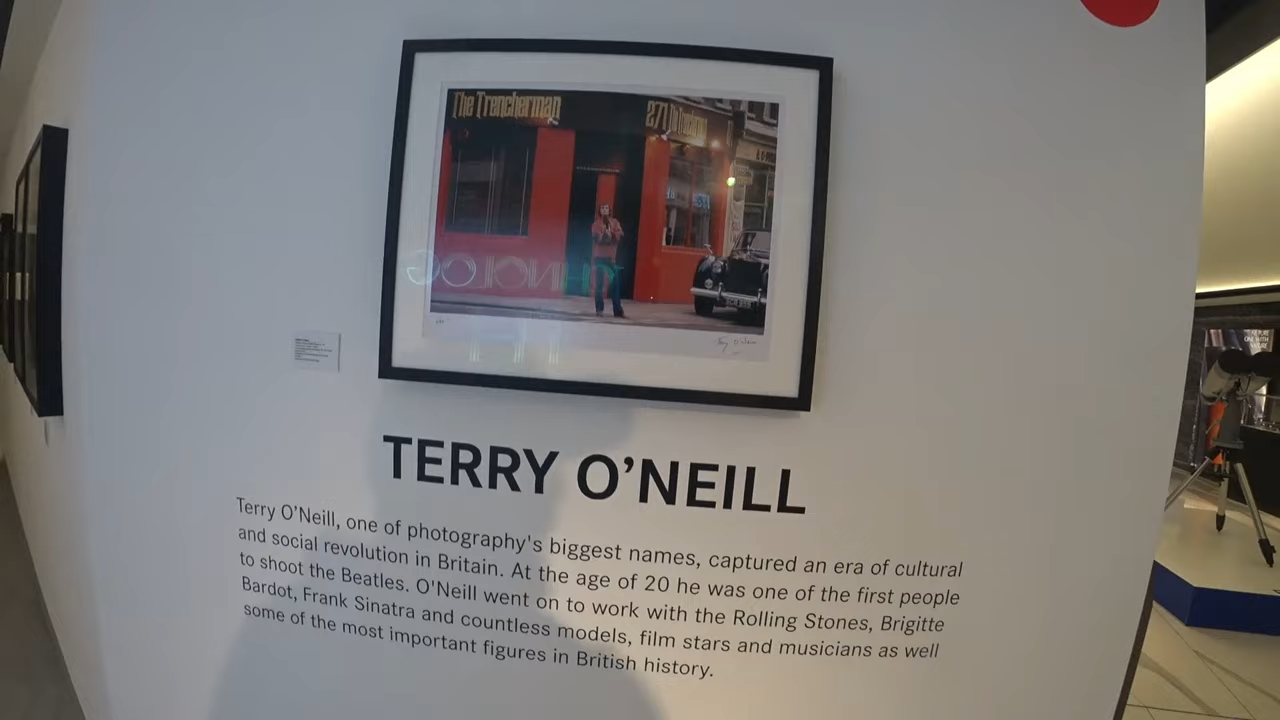 The Trencherman
271 The Trencherman
TERRY O'NEILL
Terry O'Neill, one of photography's biggest names, captured an era of cultural
and social revolution in Britain. At the age of 20 he was one of the first people
to shoot the Beatles. O'Neill went on to work with the Rolling Stones, Brigitte
Bardot, Frank Sinatra and countless models, film stars and musicians as well
some of the most important figures in British history.